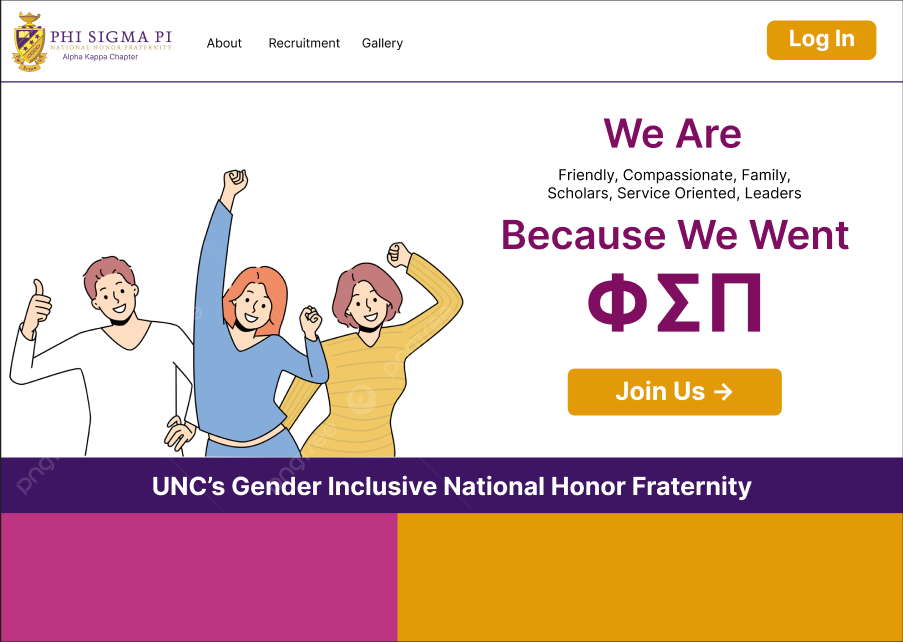 PHI SIGMA PI
NATIONAL HONOR FRATERNITY
Alpha Kappa Chapter
About
Recruitment
Gallery
Log In
We Are
Friendly, Compassionate, Family,
Scholars, Service Oriented, Leaders
Because We Went
ΦΣΠ
Join Us →
UNC’s Gender Inclusive National Honor Fraternity